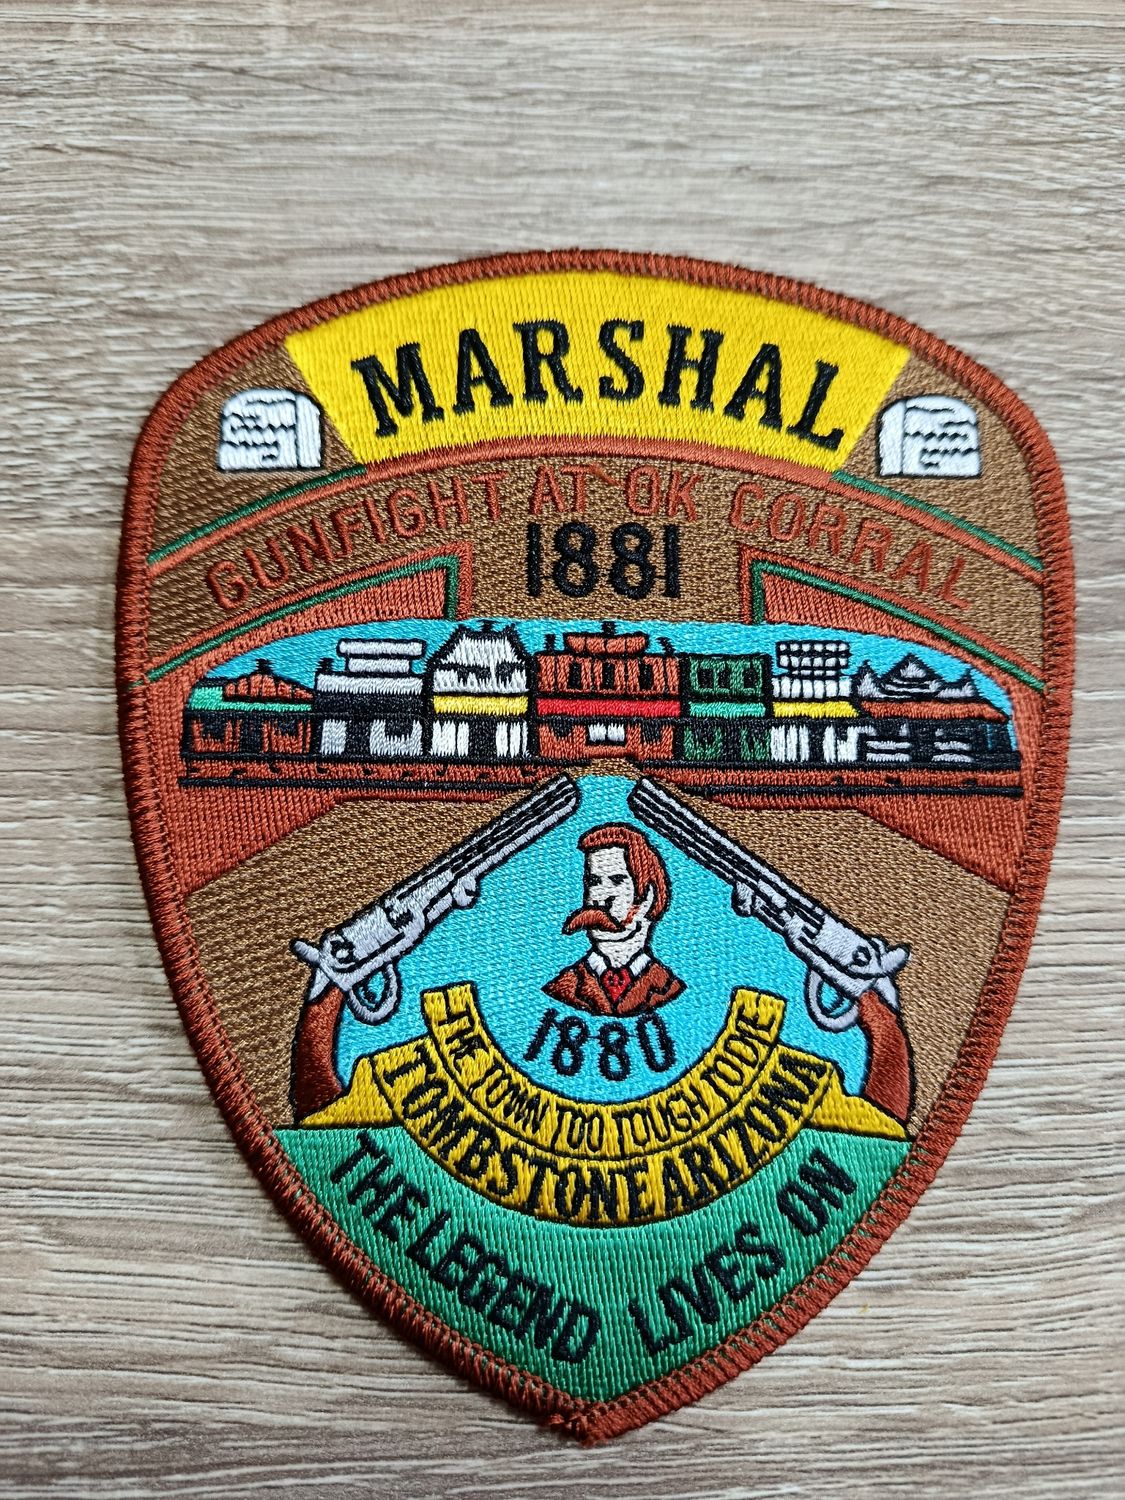 MARSHAL
GUNFIGHT AT OK CORRAL
1881
1880
THE TOWN TOO TOUGH TO DIE
TOMBSTONE ARIZONA
THE LEGEND LIVES ON